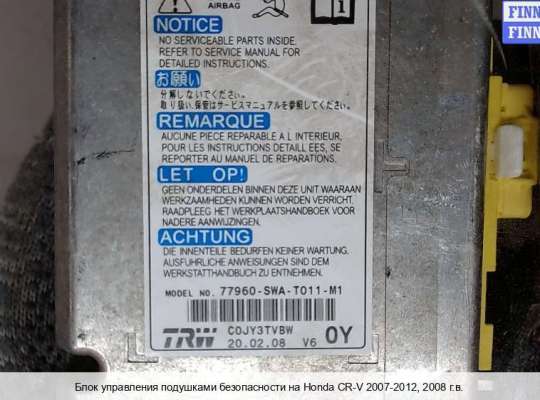 AIRBAG
FINN
FINN
NOTICE
NO SERVICEABLE PARTS INSIDE.
REFER TO SERVICE MANUAL FOR
DETAILED INSTRUCTIONS.
お願い
分解しないでください。
取り扱い、保管はサービスマニュアルを参照してください。
REMARQUE
AUCUNE PIECE REPARABLE A L INTERIEUR.
POUR LES INSTRUCTIONS DETAILL EES, SE
REPORTER AU MANUEL DE REPARATIONS.
LET OP!
GEEN ONDERDELEN BINNEN DEZE UNIT WAARAAN
WERKZAAMHEDEN KUNNEN WORDEN VERRICHT.
RAADPLEEG HET WERKPLAATSHANDBOEK VOOR
NADERE AANWIJZINGEN.
ACHTUNG
DIE INNENTEILE BEDURFEN KEINER WARTUNG.
AUSFUHRLICHE ANWEISUNGEN SIND DEM
WERKSTATTHANDBUCH ZU ENTNEHMEN.
MODEL NO. 77960-SWA-T011-M1
TRW C0JY3TVBW 0Y
20.02.08 V6
Блок управления подушками безопасности на Honda CR-V 2007-2012, 2008 г.в.